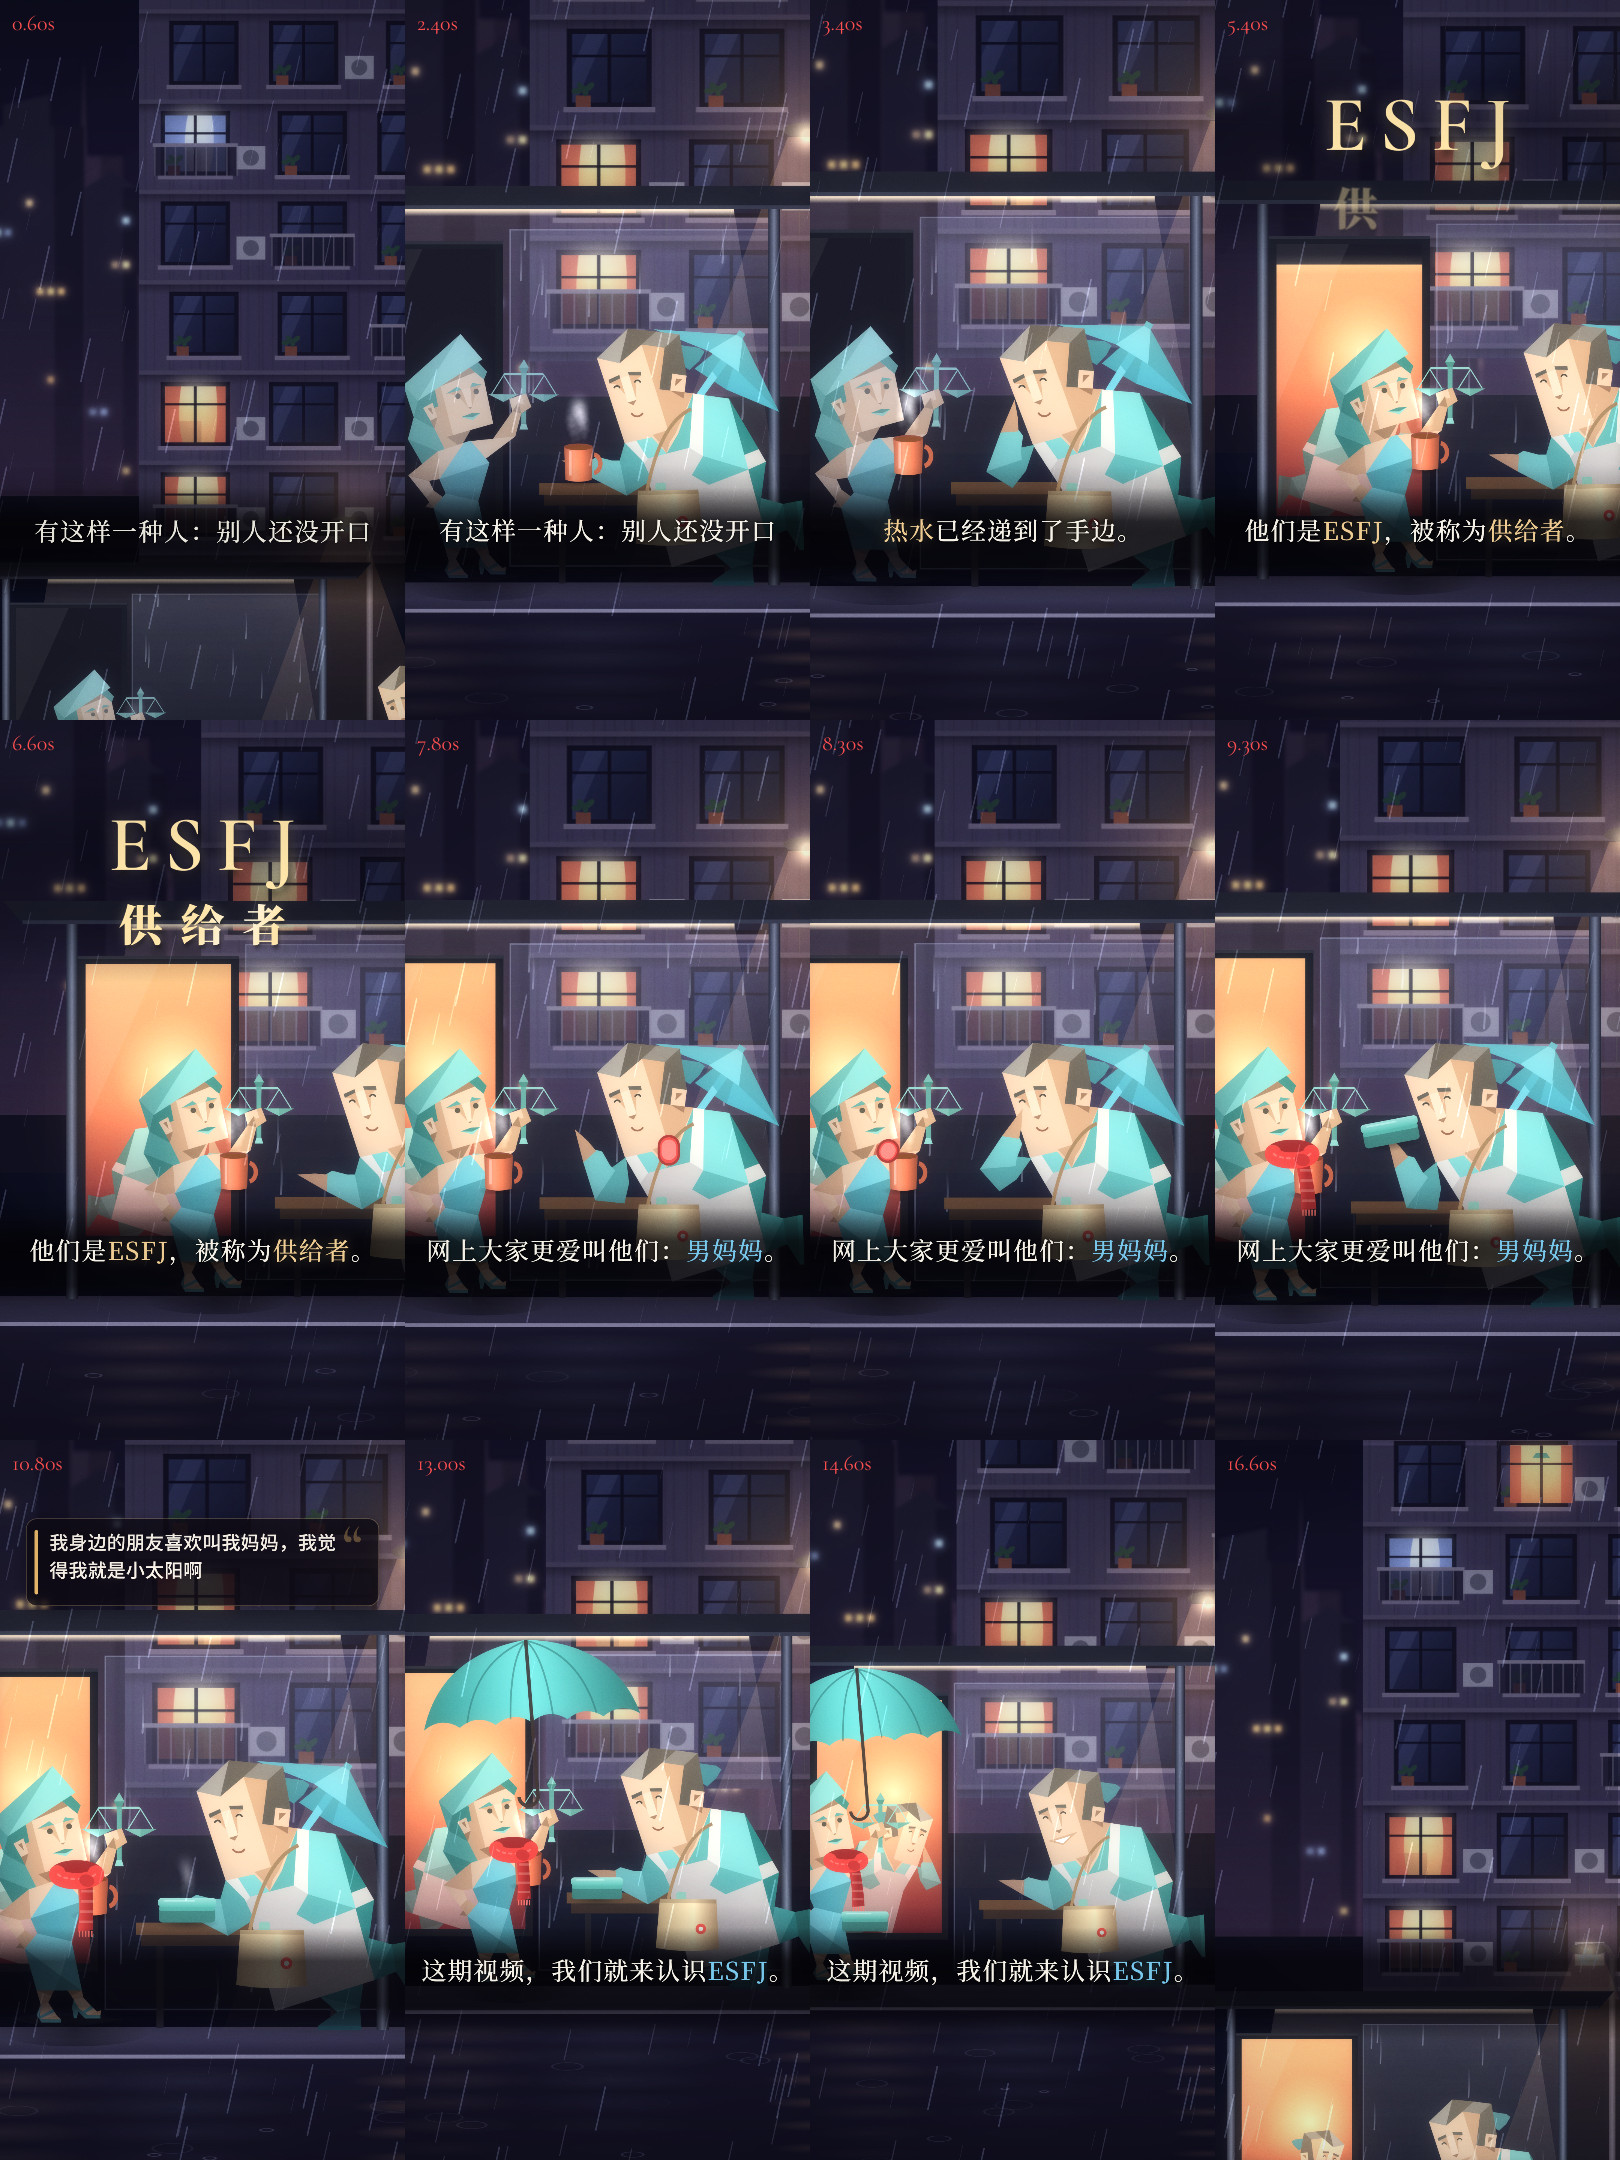 0.60s
有这样一种人：别人还没开口
2.40s
有这样一种人：别人还没开口
3.40s
热水已经递到了手边。
5.40s
ESFJ
供
他们是ESFJ，被称为供给者。
6.60s
ESFJ
供给者
他们是ESFJ，被称为供给者。
7.80s
网上大家更爱叫他们：男妈妈。
8.30s
网上大家更爱叫他们：男妈妈。
9.30s
网上大家更爱叫他们：男妈妈。
10.80s
我身边的朋友喜欢叫我妈妈，我觉
得我就是小太阳啊
“
13.00s
这期视频，我们就来认识ESFJ。
14.60s
这期视频，我们就来认识ESFJ。
16.60s